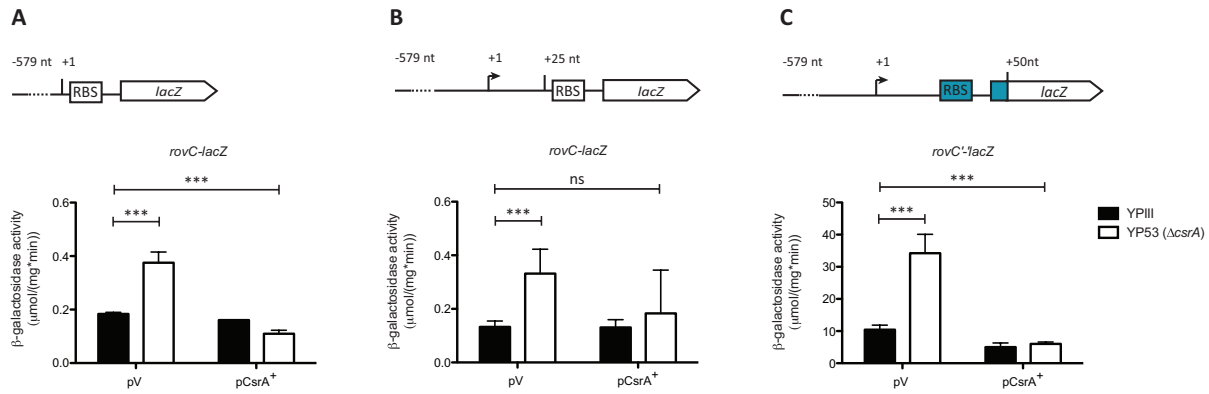 A
-579 nt +1
RBS lacZ
rovC-lacZ
***
***
β-galactosidase activity
(μmol/(mg*min))
0.6
0.4
0.2
0.0
pV pCsrA+
B
-579 nt +1 +25 nt
RBS lacZ
rovC-lacZ
ns
***
β-galactosidase activity
(μmol/(mg*min))
0.6
0.4
0.2
0.0
pV pCsrA+
C
-579 nt +1 +50nt
RBS lacZ
rovC'-'lacZ
***
***
β-galactosidase activity
(μmol/(mg*min))
50
40
30
20
10
0
pV pCsrA+
YPIII
YP53 (ΔcsrA)